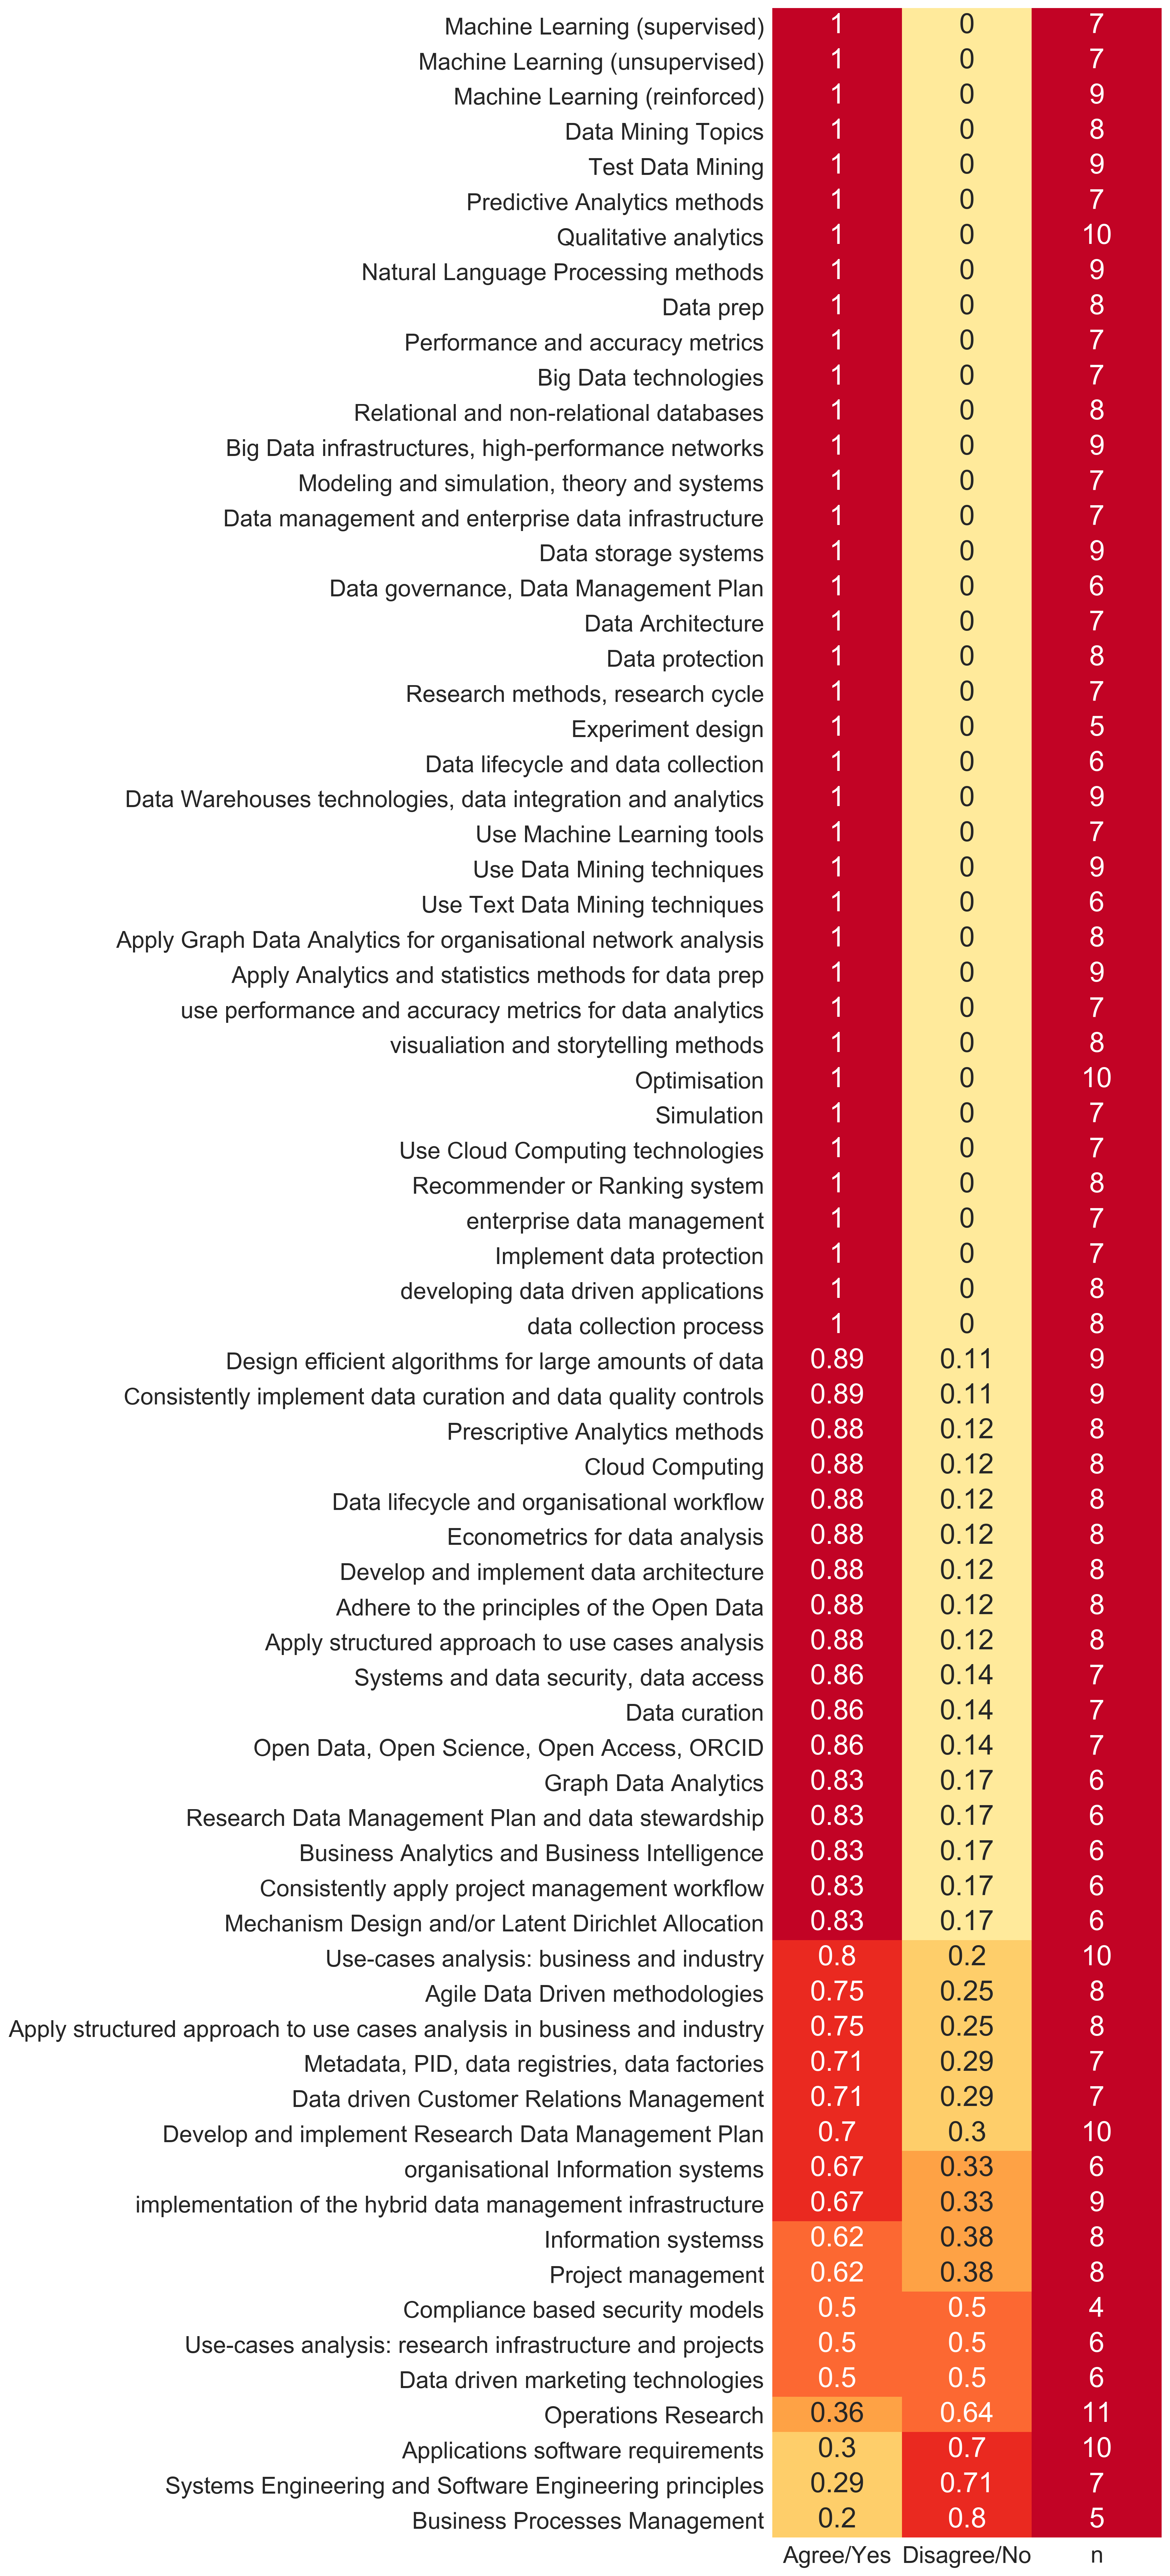 Machine Learning (supervised) 1 0 7
Machine Learning (unsupervised) 1 0 7
Machine Learning (reinforced) 1 0 9
Data Mining Topics 1 0 8
Test Data Mining 1 0 9
Predictive Analytics methods 1 0 7
Qualitative analytics 1 0 10
Natural Language Processing methods 1 0 9
Data prep 1 0 8
Performance and accuracy metrics 1 0 7
Big Data technologies 1 0 7
Relational and non-relational databases 1 0 8
Big Data infrastructures, high-performance networks 1 0 9
Modeling and simulation, theory and systems 1 0 7
Data management and enterprise data infrastructure 1 0 7
Data storage systems 1 0 9
Data governance, Data Management Plan 1 0 6
Data Architecture 1 0 7
Data protection 1 0 8
Research methods, research cycle 1 0 7
Experiment design 1 0 5
Data lifecycle and data collection 1 0 6
Data Warehouses technologies, data integration and analytics 1 0 9
Use Machine Learning tools 1 0 7
Use Data Mining techniques 1 0 9
Use Text Data Mining techniques 1 0 6
Apply Graph Data Analytics for organisational network analysis 1 0 8
Apply Analytics and statistics methods for data prep 1 0 9
use performance and accuracy metrics for data analytics 1 0 7
visualiation and storytelling methods 1 0 8
Optimisation 1 0 10
Simulation 1 0 7
Use Cloud Computing technologies 1 0 7
Recommender or Ranking system 1 0 8
enterprise data management 1 0 7
Implement data protection 1 0 7
developing data driven applications 1 0 8
data collection process 1 0 8
Design efficient algorithms for large amounts of data 0.89 0.11 9
Consistently implement data curation and data quality controls 0.89 0.11 9
Prescriptive Analytics methods 0.88 0.12 8
Cloud Computing 0.88 0.12 8
Data lifecycle and organisational workflow 0.88 0.12 8
Econometrics for data analysis 0.88 0.12 8
Develop and implement data architecture 0.88 0.12 8
Adhere to the principles of the Open Data 0.88 0.12 8
Apply structured approach to use cases analysis 0.88 0.12 8
Systems and data security, data access 0.86 0.14 7
Data curation 0.86 0.14 7
Open Data, Open Science, Open Access, ORCID 0.86 0.14 7
Graph Data Analytics 0.83 0.17 6
Research Data Management Plan and data stewardship 0.83 0.17 6
Business Analytics and Business Intelligence 0.83 0.17 6
Consistently apply project management workflow 0.83 0.17 6
Mechanism Design and/or Latent Dirichlet Allocation 0.83 0.17 6
Use-cases analysis: business and industry 0.8 0.2 10
Agile Data Driven methodologies 0.75 0.25 8
Apply structured approach to use cases analysis in business and industry 0.75 0.25 8
Metadata, PID, data registries, data factories 0.71 0.29 7
Data driven Customer Relations Management 0.71 0.29 7
Develop and implement Research Data Management Plan 0.7 0.3 10
organisational Information systems 0.67 0.33 6
implementation of the hybrid data management infrastructure 0.67 0.33 9
Information systemss 0.62 0.38 8
Project management 0.62 0.38 8
Compliance based security models 0.5 0.5 4
Use-cases analysis: research infrastructure and projects 0.5 0.5 6
Data driven marketing technologies 0.5 0.5 6
Operations Research 0.36 0.64 11
Applications software requirements 0.3 0.7 10
Systems Engineering and Software Engineering principles 0.29 0.71 7
Business Processes Management 0.2 0.8 5
Agree/Yes Disagree/No n